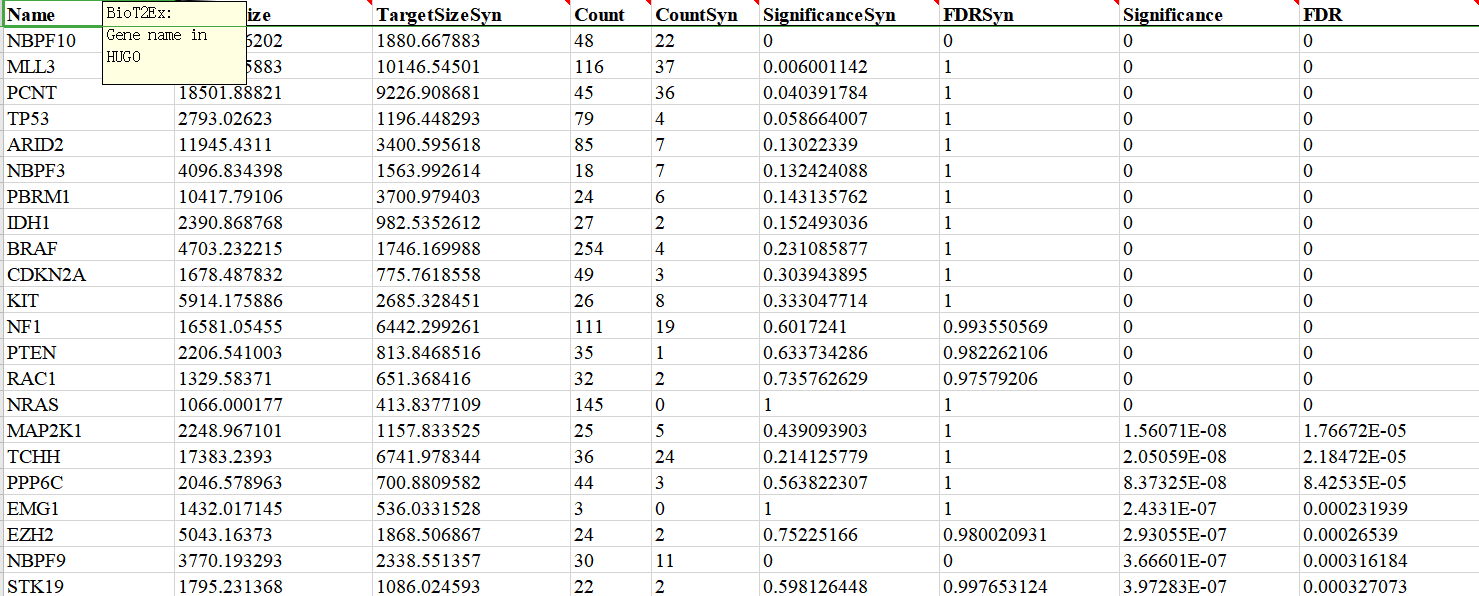 Name BioT2Ex: ize TargetSizeSyn Count CountSyn SignificanceSyn FDRSyn Significance FDR
Gene name in
HUGO
NBPF10 6202 1880.667883 48 22 0 0 0 0
MLL3 5883 10146.54501 116 37 0.006001142 1 0 0
PCNT 18501.88821 9226.908681 45 36 0.040391784 1 0 0
TP53 2793.02623 1196.448293 79 4 0.058664007 1 0 0
ARID2 11945.4311 3400.595618 85 7 0.13022339 1 0 0
NBPF3 4096.834398 1563.992614 18 7 0.132424088 1 0 0
PBRM1 10417.79106 3700.979403 24 6 0.143135762 1 0 0
IDH1 2390.868768 982.5352612 27 2 0.152493036 1 0 0
BRAF 4703.232215 1746.169988 254 4 0.231085877 1 0 0
CDKN2A 1678.487832 775.7618558 49 3 0.303943895 1 0 0
KIT 5914.175886 2685.328451 26 8 0.333047714 1 0 0
NF1 16581.05455 6442.299261 111 19 0.6017241 0.993550569 0 0
PTEN 2206.541003 813.8468516 35 1 0.633734286 0.982262106 0 0
RAC1 1329.58371 651.368416 32 2 0.735762629 0.97579206 0 0
NRAS 1066.000177 413.8377109 145 0 1 1 0 0
MAP2K1 2248.967101 1157.833525 25 5 0.439093903 1 1.56071E-08 1.76672E-05
TCHH 17383.2393 6741.978344 36 24 0.214125779 1 2.05059E-08 2.18472E-05
PPP6C 2046.578963 700.8809582 44 3 0.563822307 1 8.37325E-08 8.42535E-05
EMG1 1432.017145 536.0331528 3 0 1 1 2.4331E-07 0.000231939
EZH2 5043.16373 1868.506867 24 2 0.75225166 0.980020931 2.93055E-07 0.00026539
NBPF9 3770.193293 2338.551357 30 11 0 0 3.66601E-07 0.000316184
STK19 1795.231368 1086.024593 22 2 0.598126448 0.997653124 3.97283E-07 0.000327073